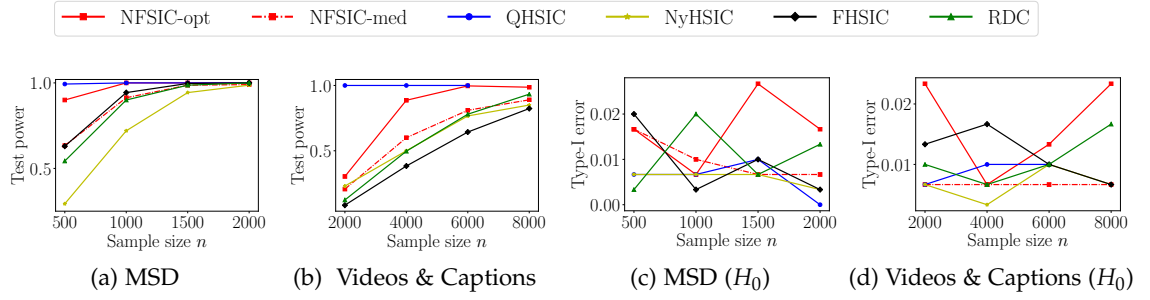 NFSIC-opt NFSIC-med QHSIC NyHSIC FHSIC RDC
1.0
0.5
Test power
500 1000 1500 2000
Sample size n
(a) MSD
1.0
0.5
Test power
2000 4000 6000 8000
Sample size n
(b) Videos & Captions
0.02
0.01
0.00
Type-I error
500 1000 1500 2000
Sample size n
(c) MSD (H₀)
0.02
0.01
Type-I error
2000 4000 6000 8000
Sample size n
(d) Videos & Captions (H₀)